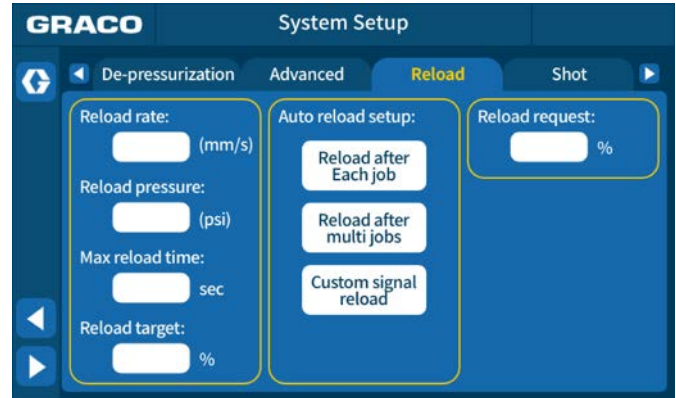 GRACO
System Setup
De-pressurization
Advanced
Reload
Shot
Reload rate:
(mm/s)
Reload pressure:
(psi)
Max reload time:
sec
Reload target:
%
Auto reload setup:
Reload after
Each job
Reload after
multi jobs
Custom signal
reload
Reload request:
%